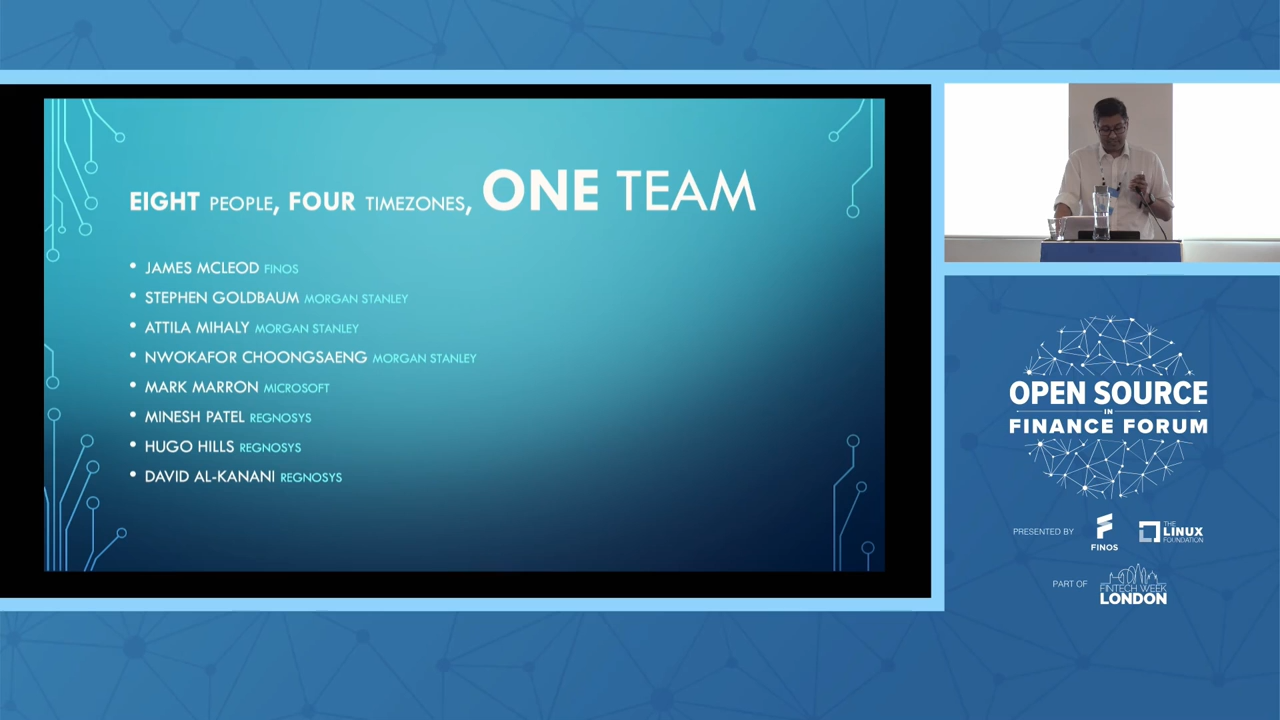 EIGHT PEOPLE, FOUR TIMEZONES, ONE TEAM
• JAMES MCLEOD FINOS
• STEPHEN GOLDBAUM MORGAN STANLEY
• ATTILA MIHALY MORGAN STANLEY
• NWOKAFOR CHOONGSAENG MORGAN STANLEY
• MARK MARRON MICROSOFT
• MINESH PATEL REGNOSYS
• HUGO HILLS REGNOSYS
• DAVID AL-KANANI REGNOSYS
OPEN SOURCE
IN
FINANCE FORUM
PRESENTED BY
FINOS
THE
LINUX
FOUNDATION
PART OF
FINTECH WEEK
LONDON